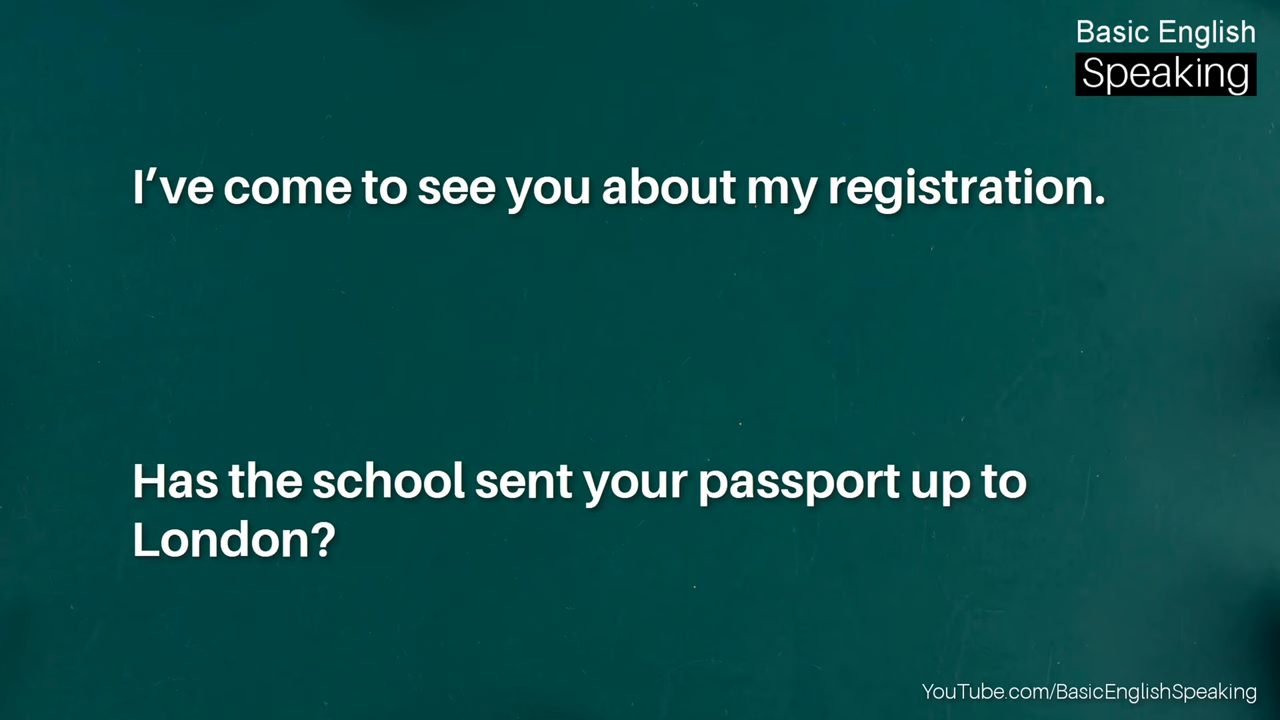 Basic English
Speaking
I’ve come to see you about my registration.
Has the school sent your passport up to
London?
YouTube.com/BasicEnglishSpeaking